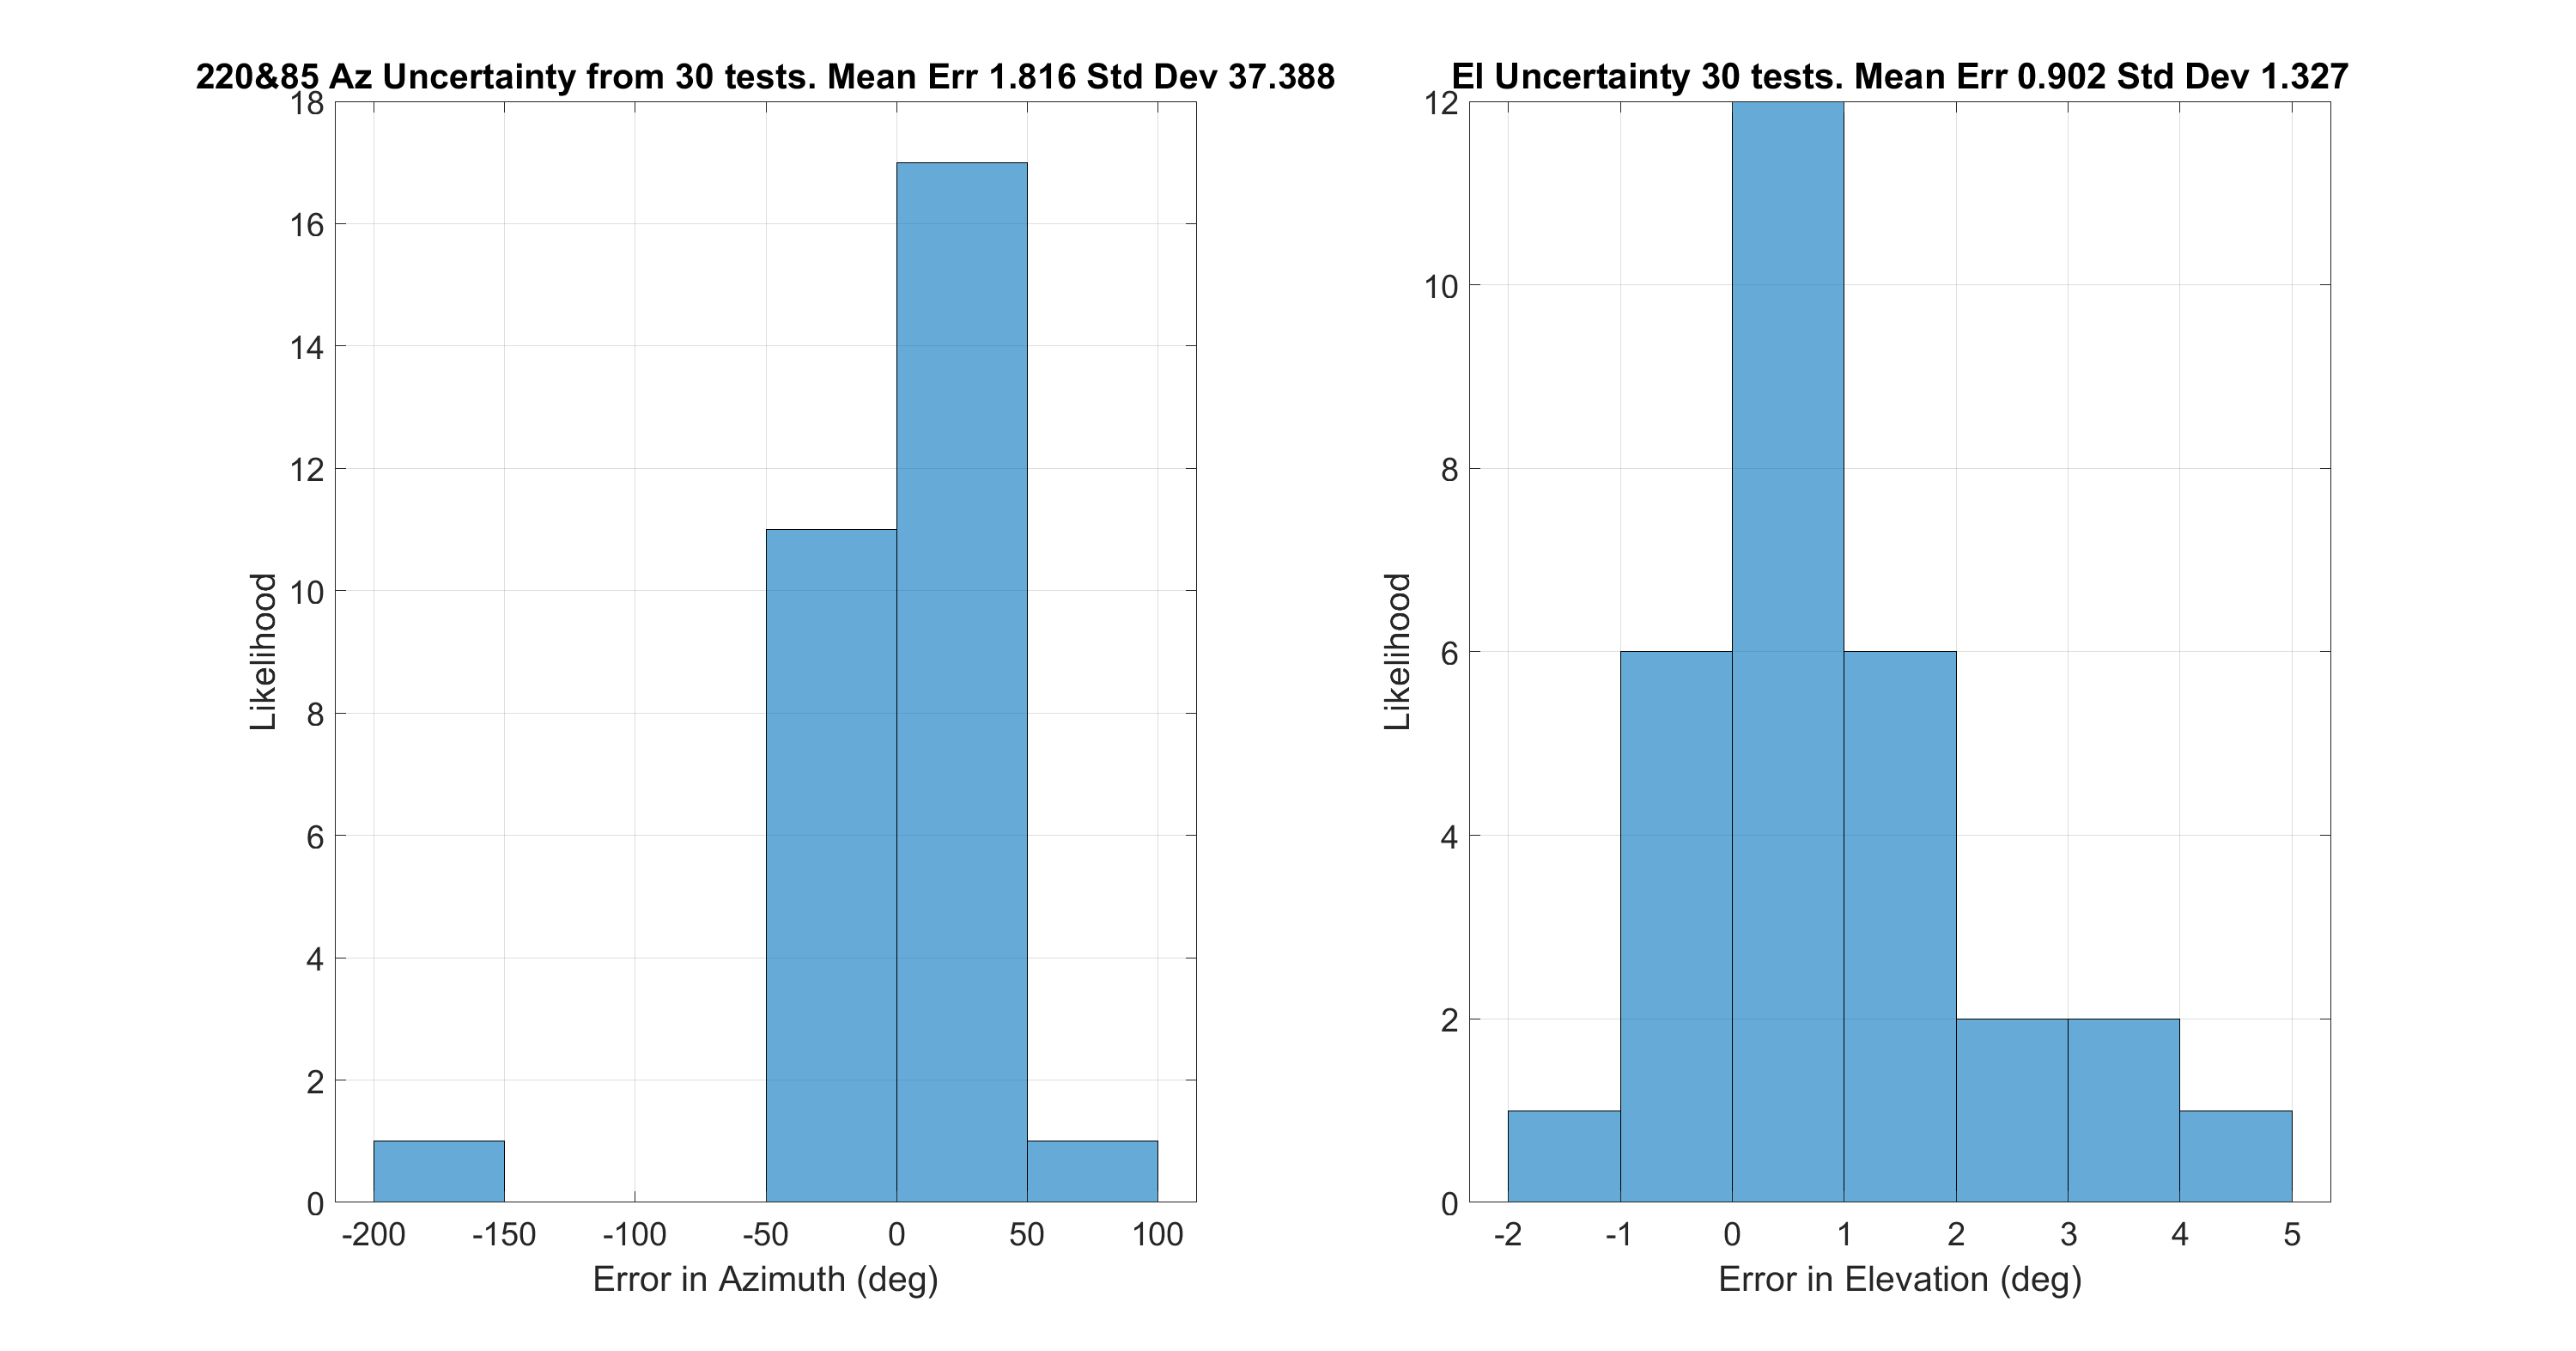 220&85 Az Uncertainty from 30 tests. Mean Err 1.816 Std Dev 37.388
18
16
14
12
10
8
6
4
2
0
Likelihood
-200 -150 -100 -50 0 50 100
Error in Azimuth (deg)
El Uncertainty 30 tests. Mean Err 0.902 Std Dev 1.327
12
10
8
6
4
2
0
Likelihood
-2 -1 0 1 2 3 4 5
Error in Elevation (deg)